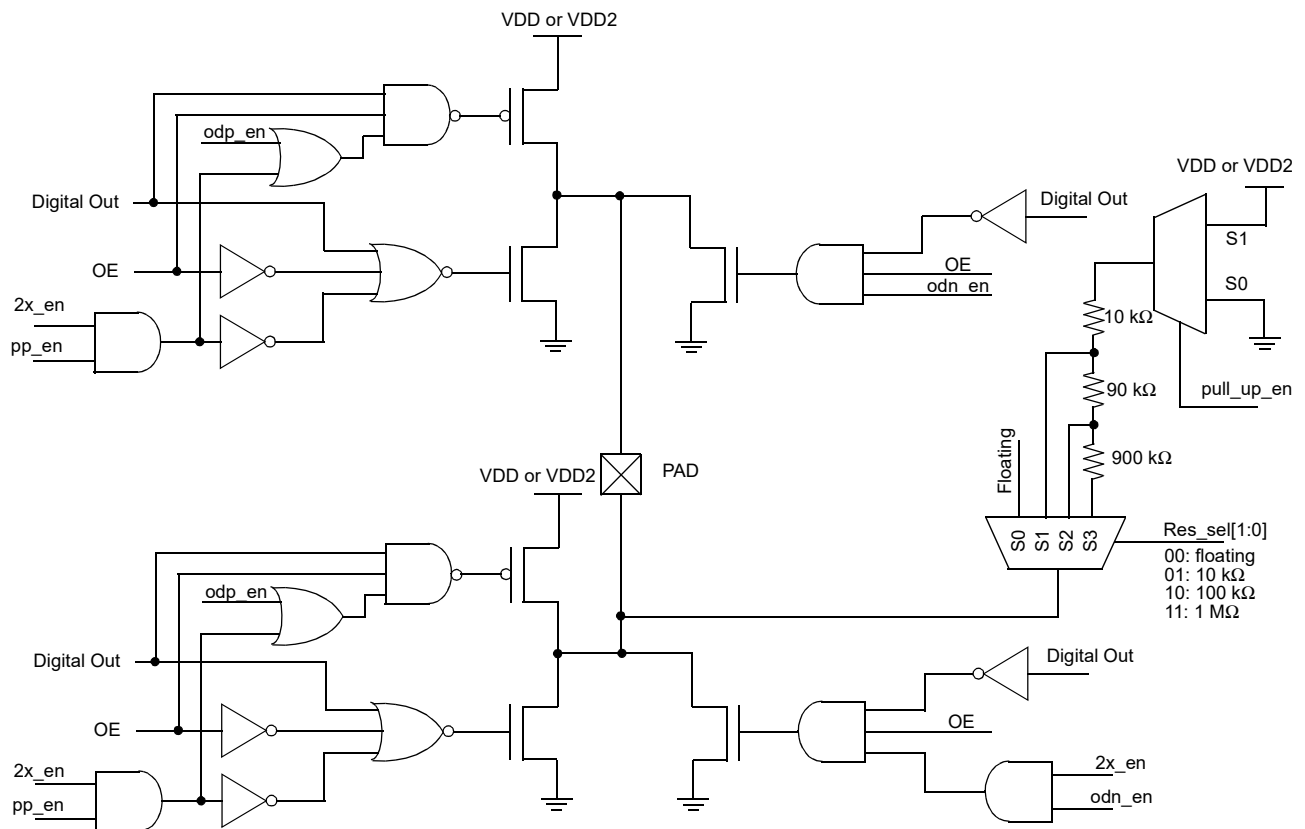 VDD or VDD2
odp_en
Digital Out
OE
2x_en
pp_en
Digital Out
OE
odn_en
VDD or VDD2
S1
S0
10 kΩ
90 kΩ
900 kΩ
pull_up_en
Floating
S0
S1
S2
S3
Res_sel[1:0]
00: floating
01: 10 kΩ
10: 100 kΩ
11: 1 MΩ
PAD
VDD or VDD2
odp_en
Digital Out
OE
2x_en
pp_en
Digital Out
OE
2x_en
odn_en